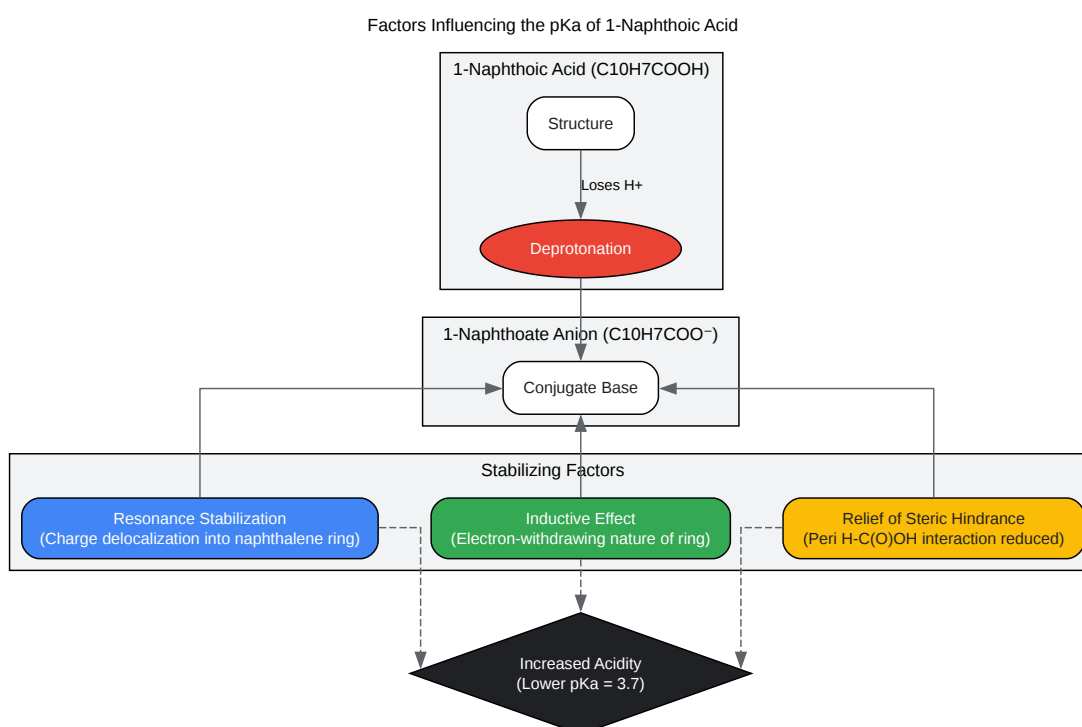 Factors Influencing the pKa of 1-Naphthoic Acid
1-Naphthoic Acid (C10H7COOH)
Structure
Loses H+
Deprotonation
1-Naphthoate Anion (C10H7COO⁻)
Conjugate Base
Stabilizing Factors
Resonance Stabilization
(Charge delocalization into naphthalene ring)
Inductive Effect
(Electron-withdrawing nature of ring)
Relief of Steric Hindrance
(Peri H-C(O)OH interaction reduced)
Increased Acidity
(Lower pKa = 3.7)